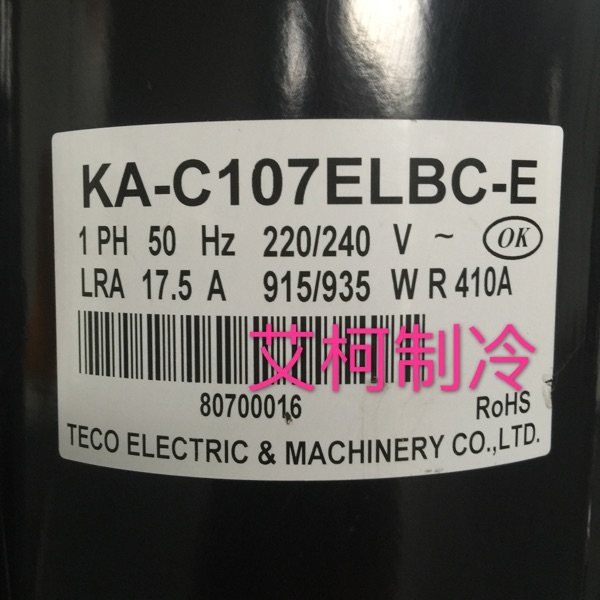 KA-C107ELBC-E
1 PH 50 Hz 220/240 V ~ OK
LRA 17.5 A 915/935 W R 410A
艾柯制冷
80700016
RoHS
TECO ELECTRIC & MACHINERY CO.,LTD.